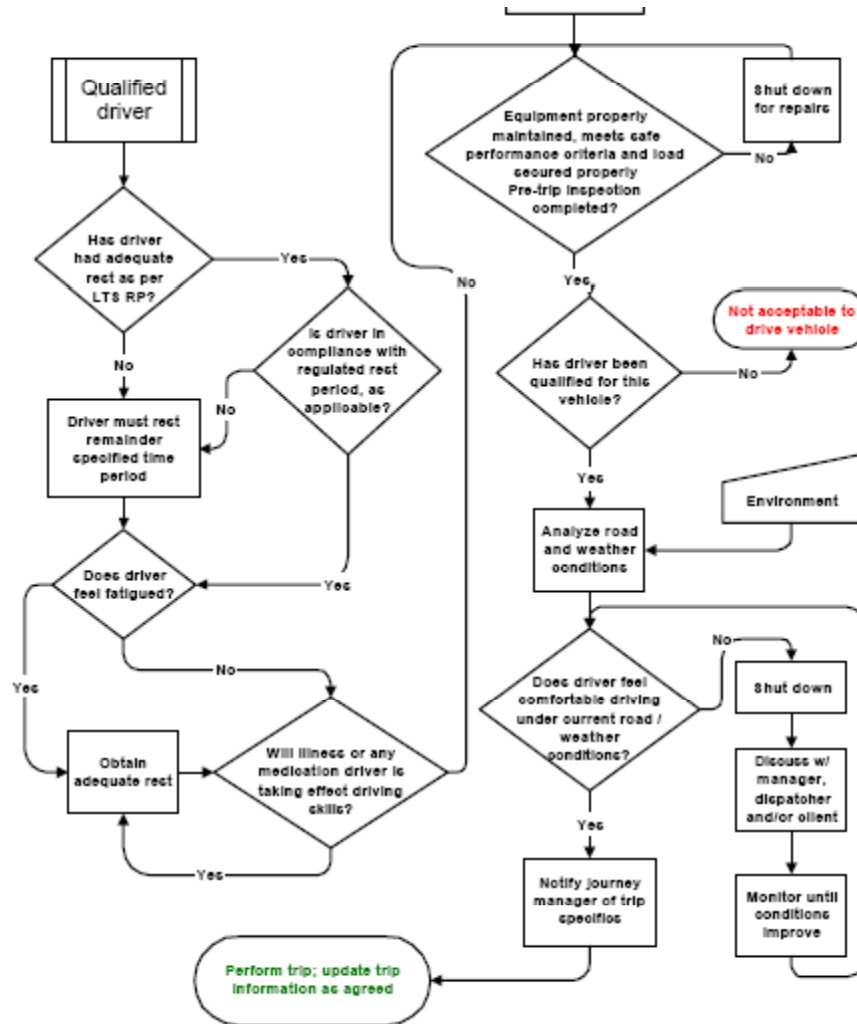 Qualified
driver
Has driver
had adequate
rest as per
LTS RP?
Yes
No
Is driver in
compliance with
regulated rest
period, as
applicable?
No
Driver must rest
remainder
specified time
period
Yes
Does driver
feel fatigued?
No
Yes
Obtain
adequate rest
Will illness or any
medication driver is
taking effect driving
skills?
Yes
No
Equipment properly
maintained, meets safe
performance criteria and load
secured properly
Pre-trip inspection
completed?
No
Shut down
for repairs
Yes
Has driver been
qualified for this
vehicle?
No
Not acceptable to
drive vehicle
Yes
Environment
Analyze road
and weather
conditions
Does driver feel
comfortable driving
under current road /
weather
conditions?
No
Shut down
Discuss w/
manager,
dispatcher
and/or client
Monitor until
conditions
improve
Yes
Notify journey
manager of trip
specifics
Perform trip; update trip
information as agreed